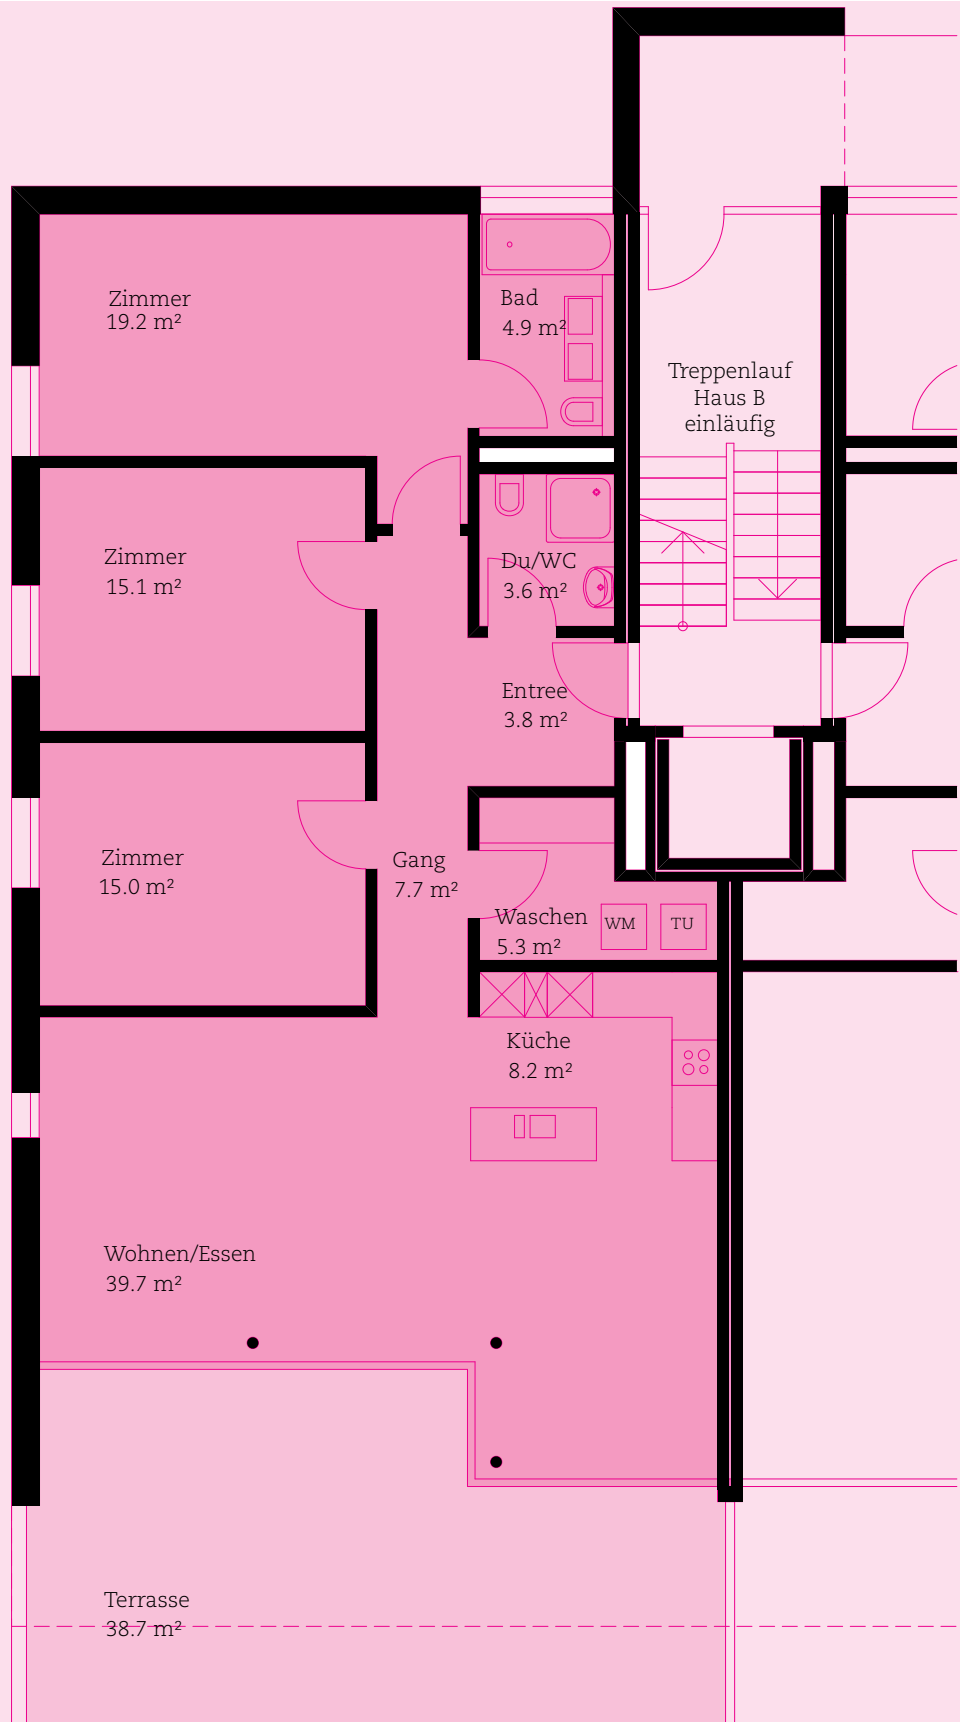 Zimmer
19.2 m²
Bad
4.9 m²
Treppenlauf
Haus B
einläufig
Zimmer
15.1 m²
Du/WC
3.6 m²
Entree
3.8 m²
Zimmer
15.0 m²
Gang
7.7 m²
Waschen
5.3 m²
WM
TU
Küche
8.2 m²
Wohnen/Essen
39.7 m²
Terrasse
38.7 m²